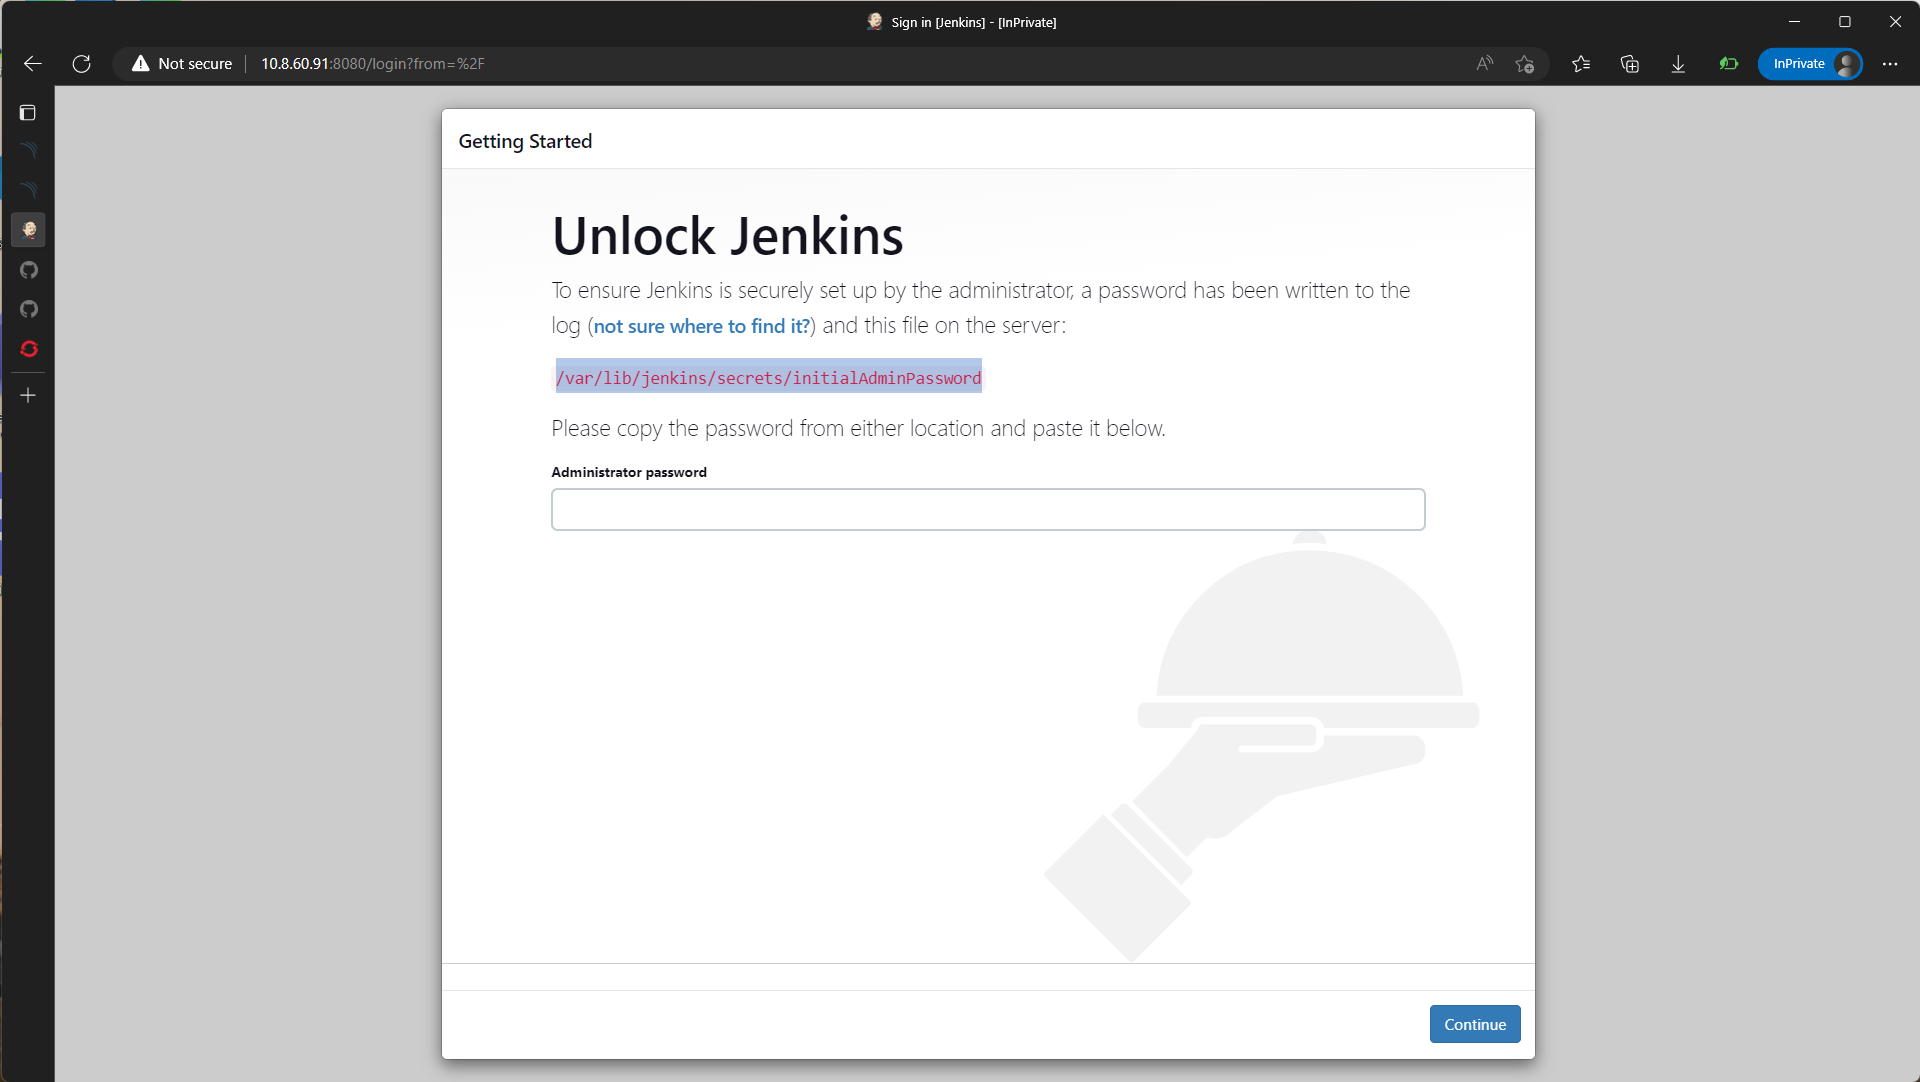 Sign in [Jenkins] - [InPrivate]
Not secure
10.8.60.91:8080/login?from=%2F
InPrivate
Getting Started
Unlock Jenkins
To ensure Jenkins is securely set up by the administrator, a password has been written to the
log (not sure where to find it?) and this file on the server:
/var/lib/jenkins/secrets/initialAdminPassword
Please copy the password from either location and paste it below.
Administrator password
Continue